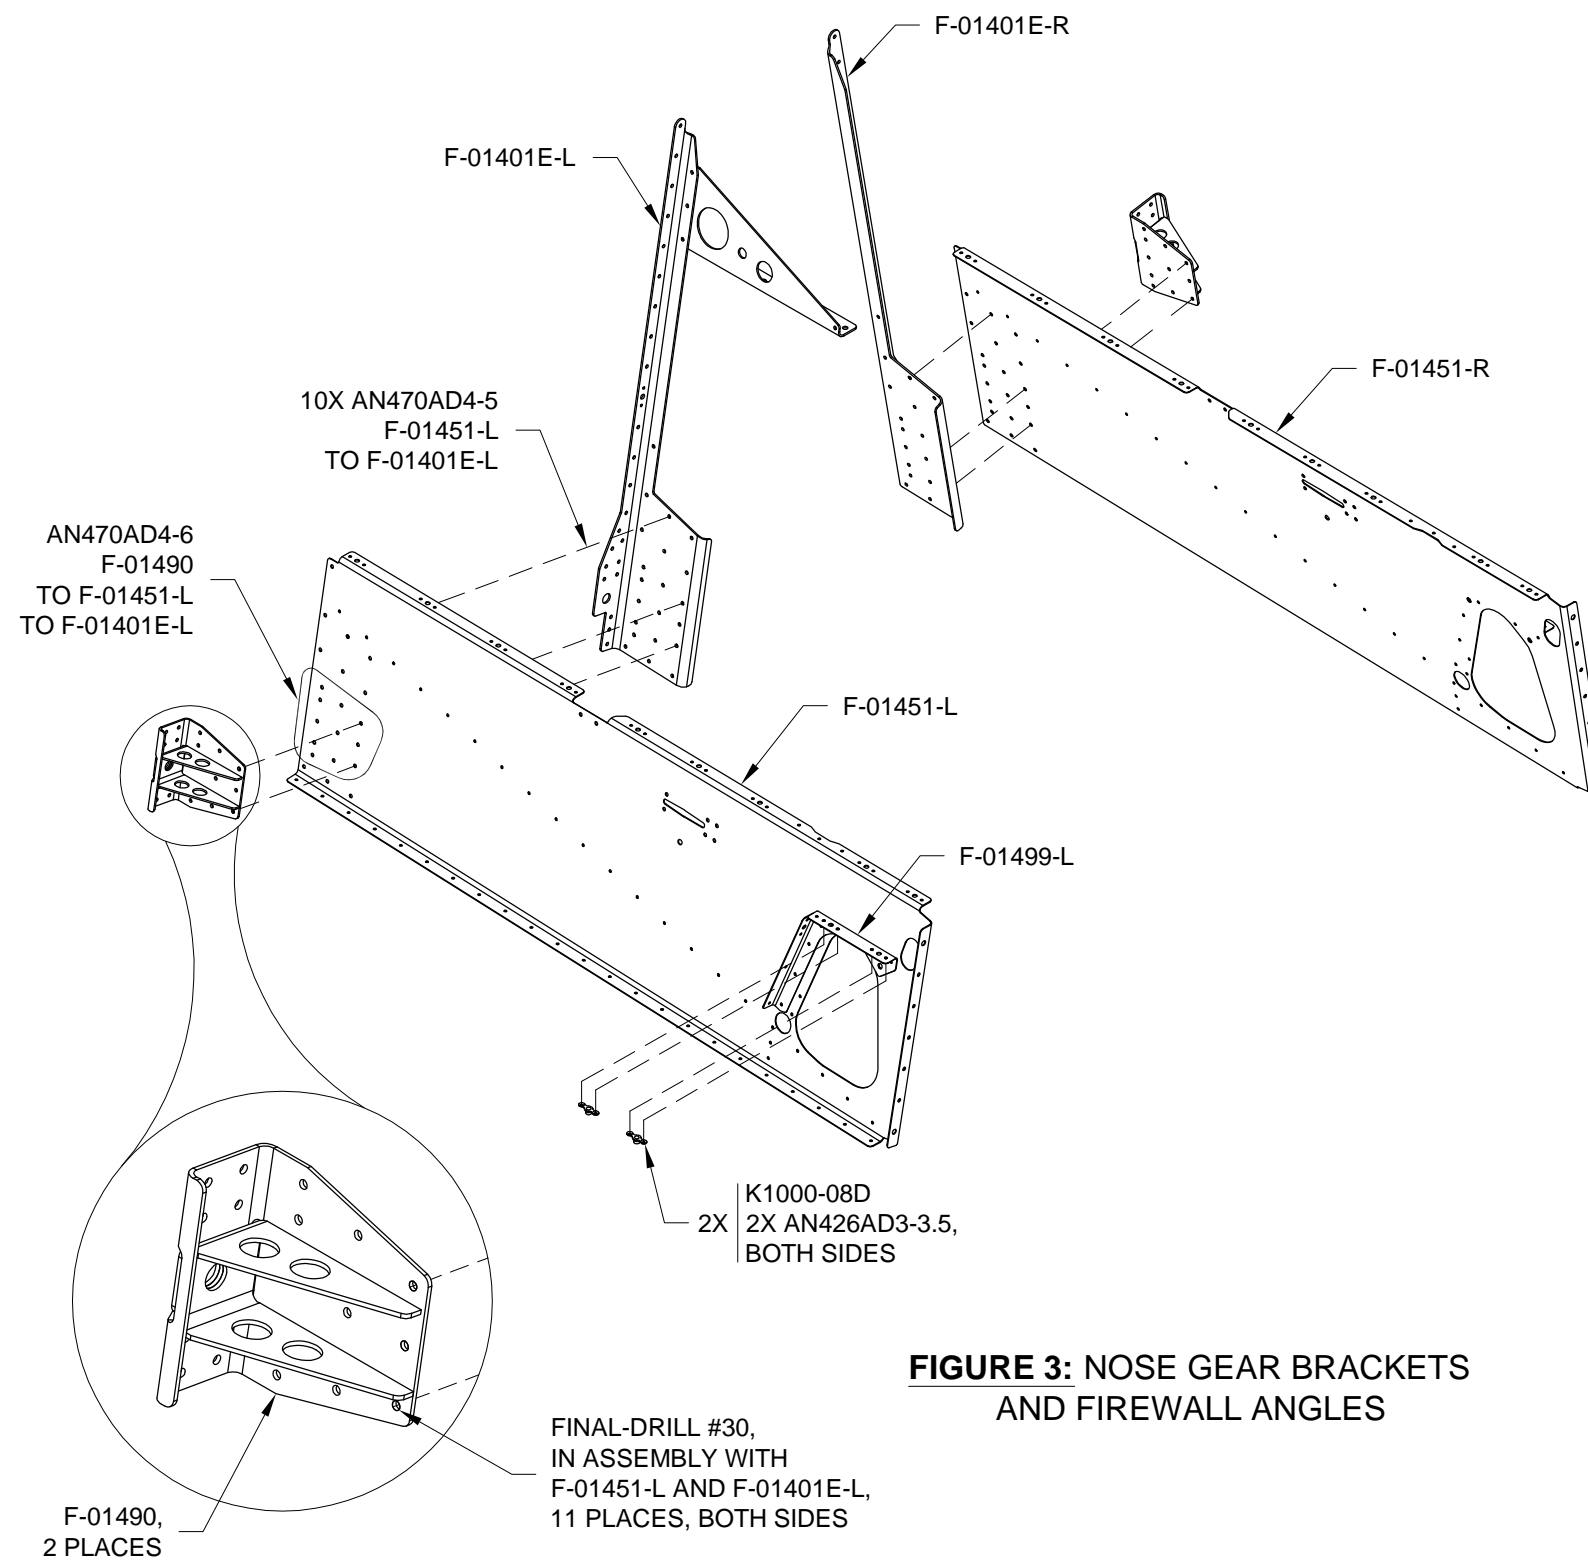 F-01401E-R
F-01401E-L
F-01451-R
10X AN470AD4-5
F-01451-L
TO F-01401E-L
AN470AD4-6
F-01490
TO F-01451-L
TO F-01401E-L
F-01451-L
F-01499-L
2X
K1000-08D
2X AN426AD3-3.5,
BOTH SIDES
FIGURE 3: NOSE GEAR BRACKETS
AND FIREWALL ANGLES
FINAL-DRILL #30,
IN ASSEMBLY WITH
F-01451-L AND F-01401E-L,
11 PLACES, BOTH SIDES
F-01490,
2 PLACES